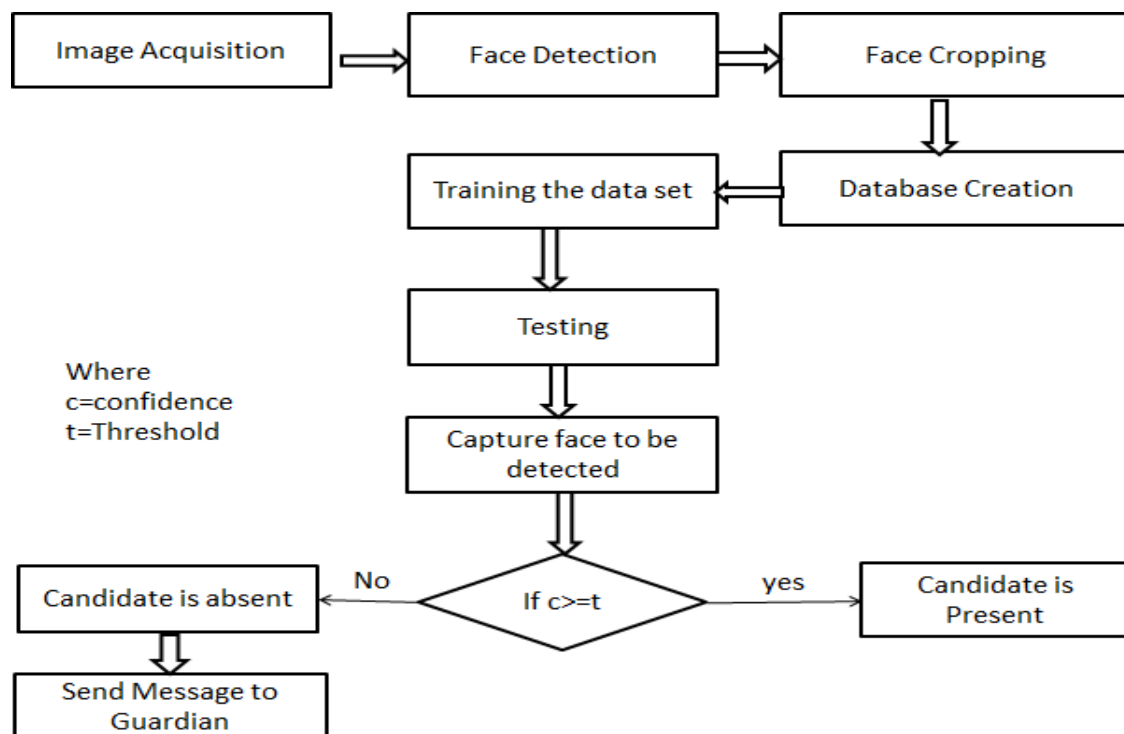 Image Acquisition
Face Detection
Face Cropping
Training the data set
Database Creation
Testing
Where
c=confidence
t=Threshold
Capture face to be
detected
No
If c>=t
yes
Candidate is absent
Candidate is
Present
Send Message to
Guardian